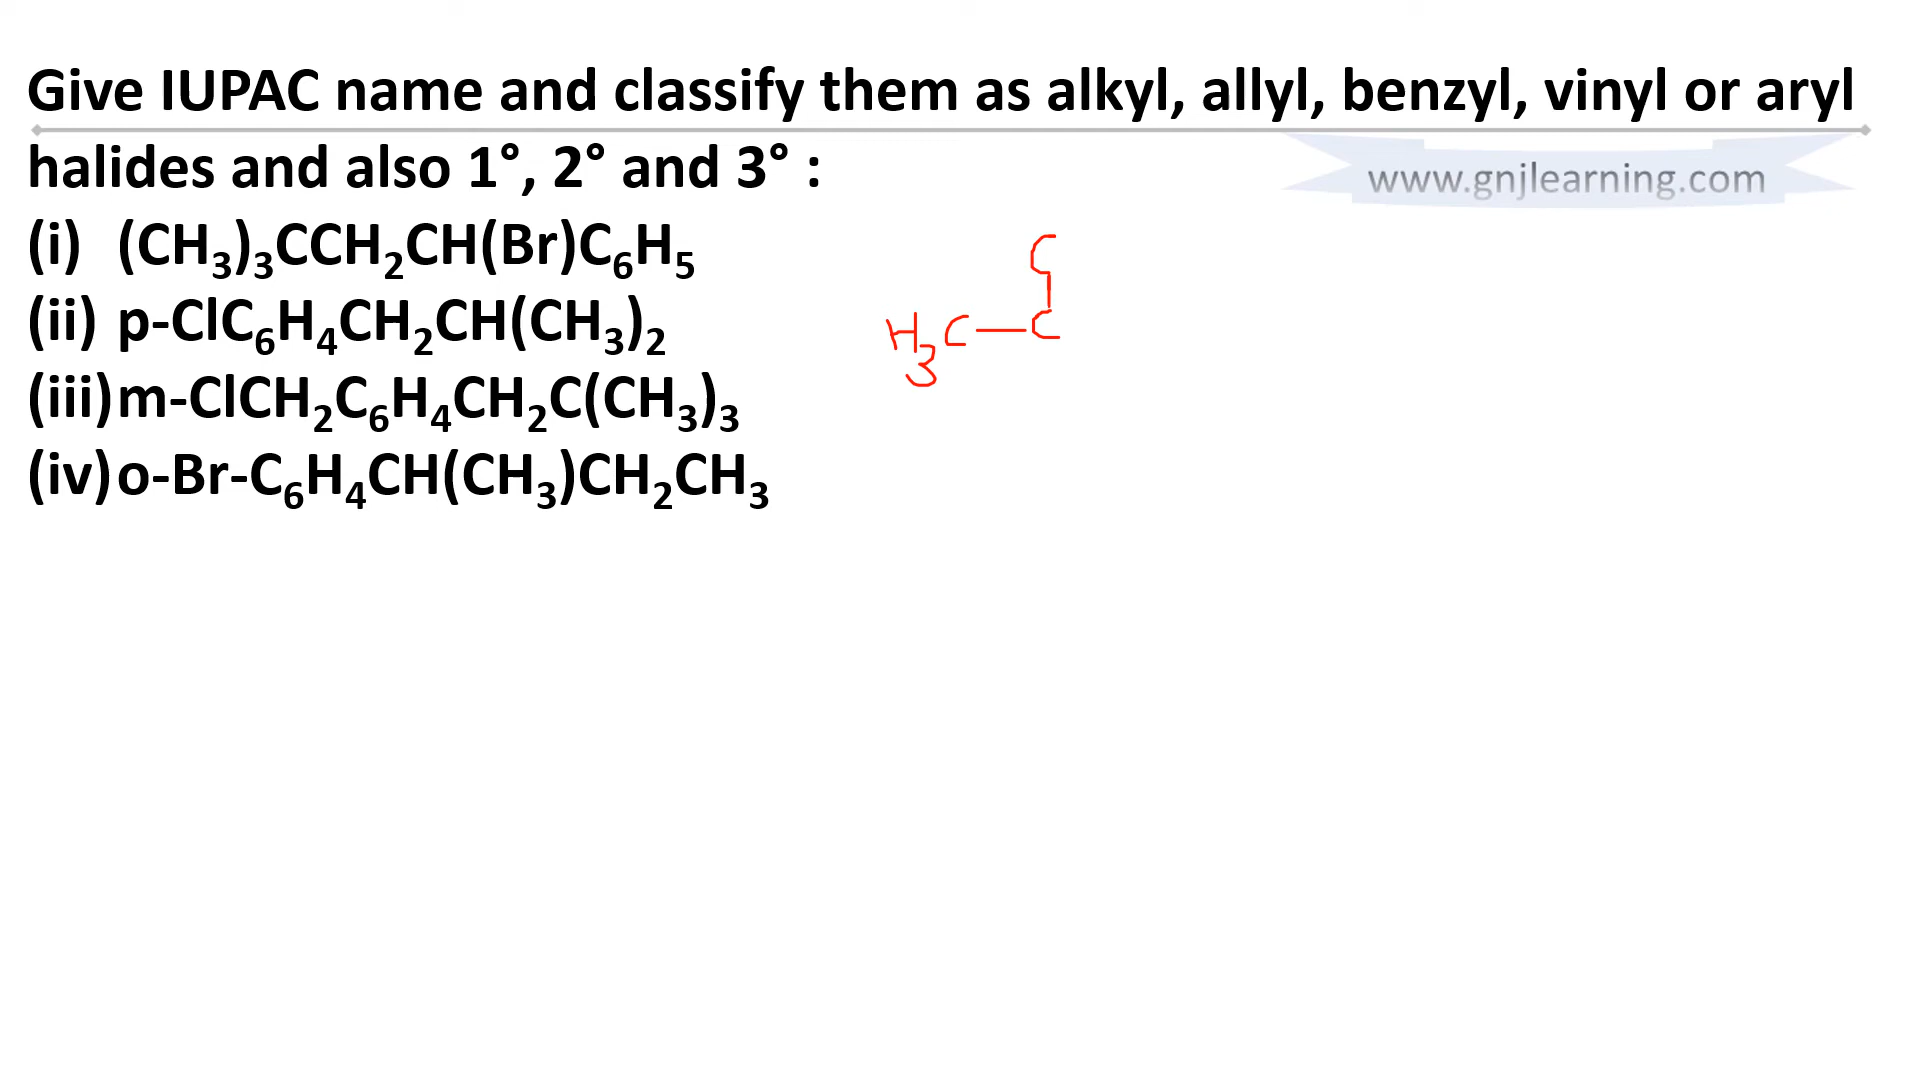 Give IUPAC name and classify them as alkyl, allyl, benzyl, vinyl or aryl
halides and also 1°, 2° and 3° :
www.gnjlearning.com
(i) (CH₃)₃CCH₂CH(Br)C₆H₅
(ii) p-ClC₆H₄CH₂CH(CH₃)₂
(iii) m-ClCH₂C₆H₄CH₂C(CH₃)₃
(iv) o-Br-C₆H₄CH(CH₃)CH₂CH₃
C
H₃C—C